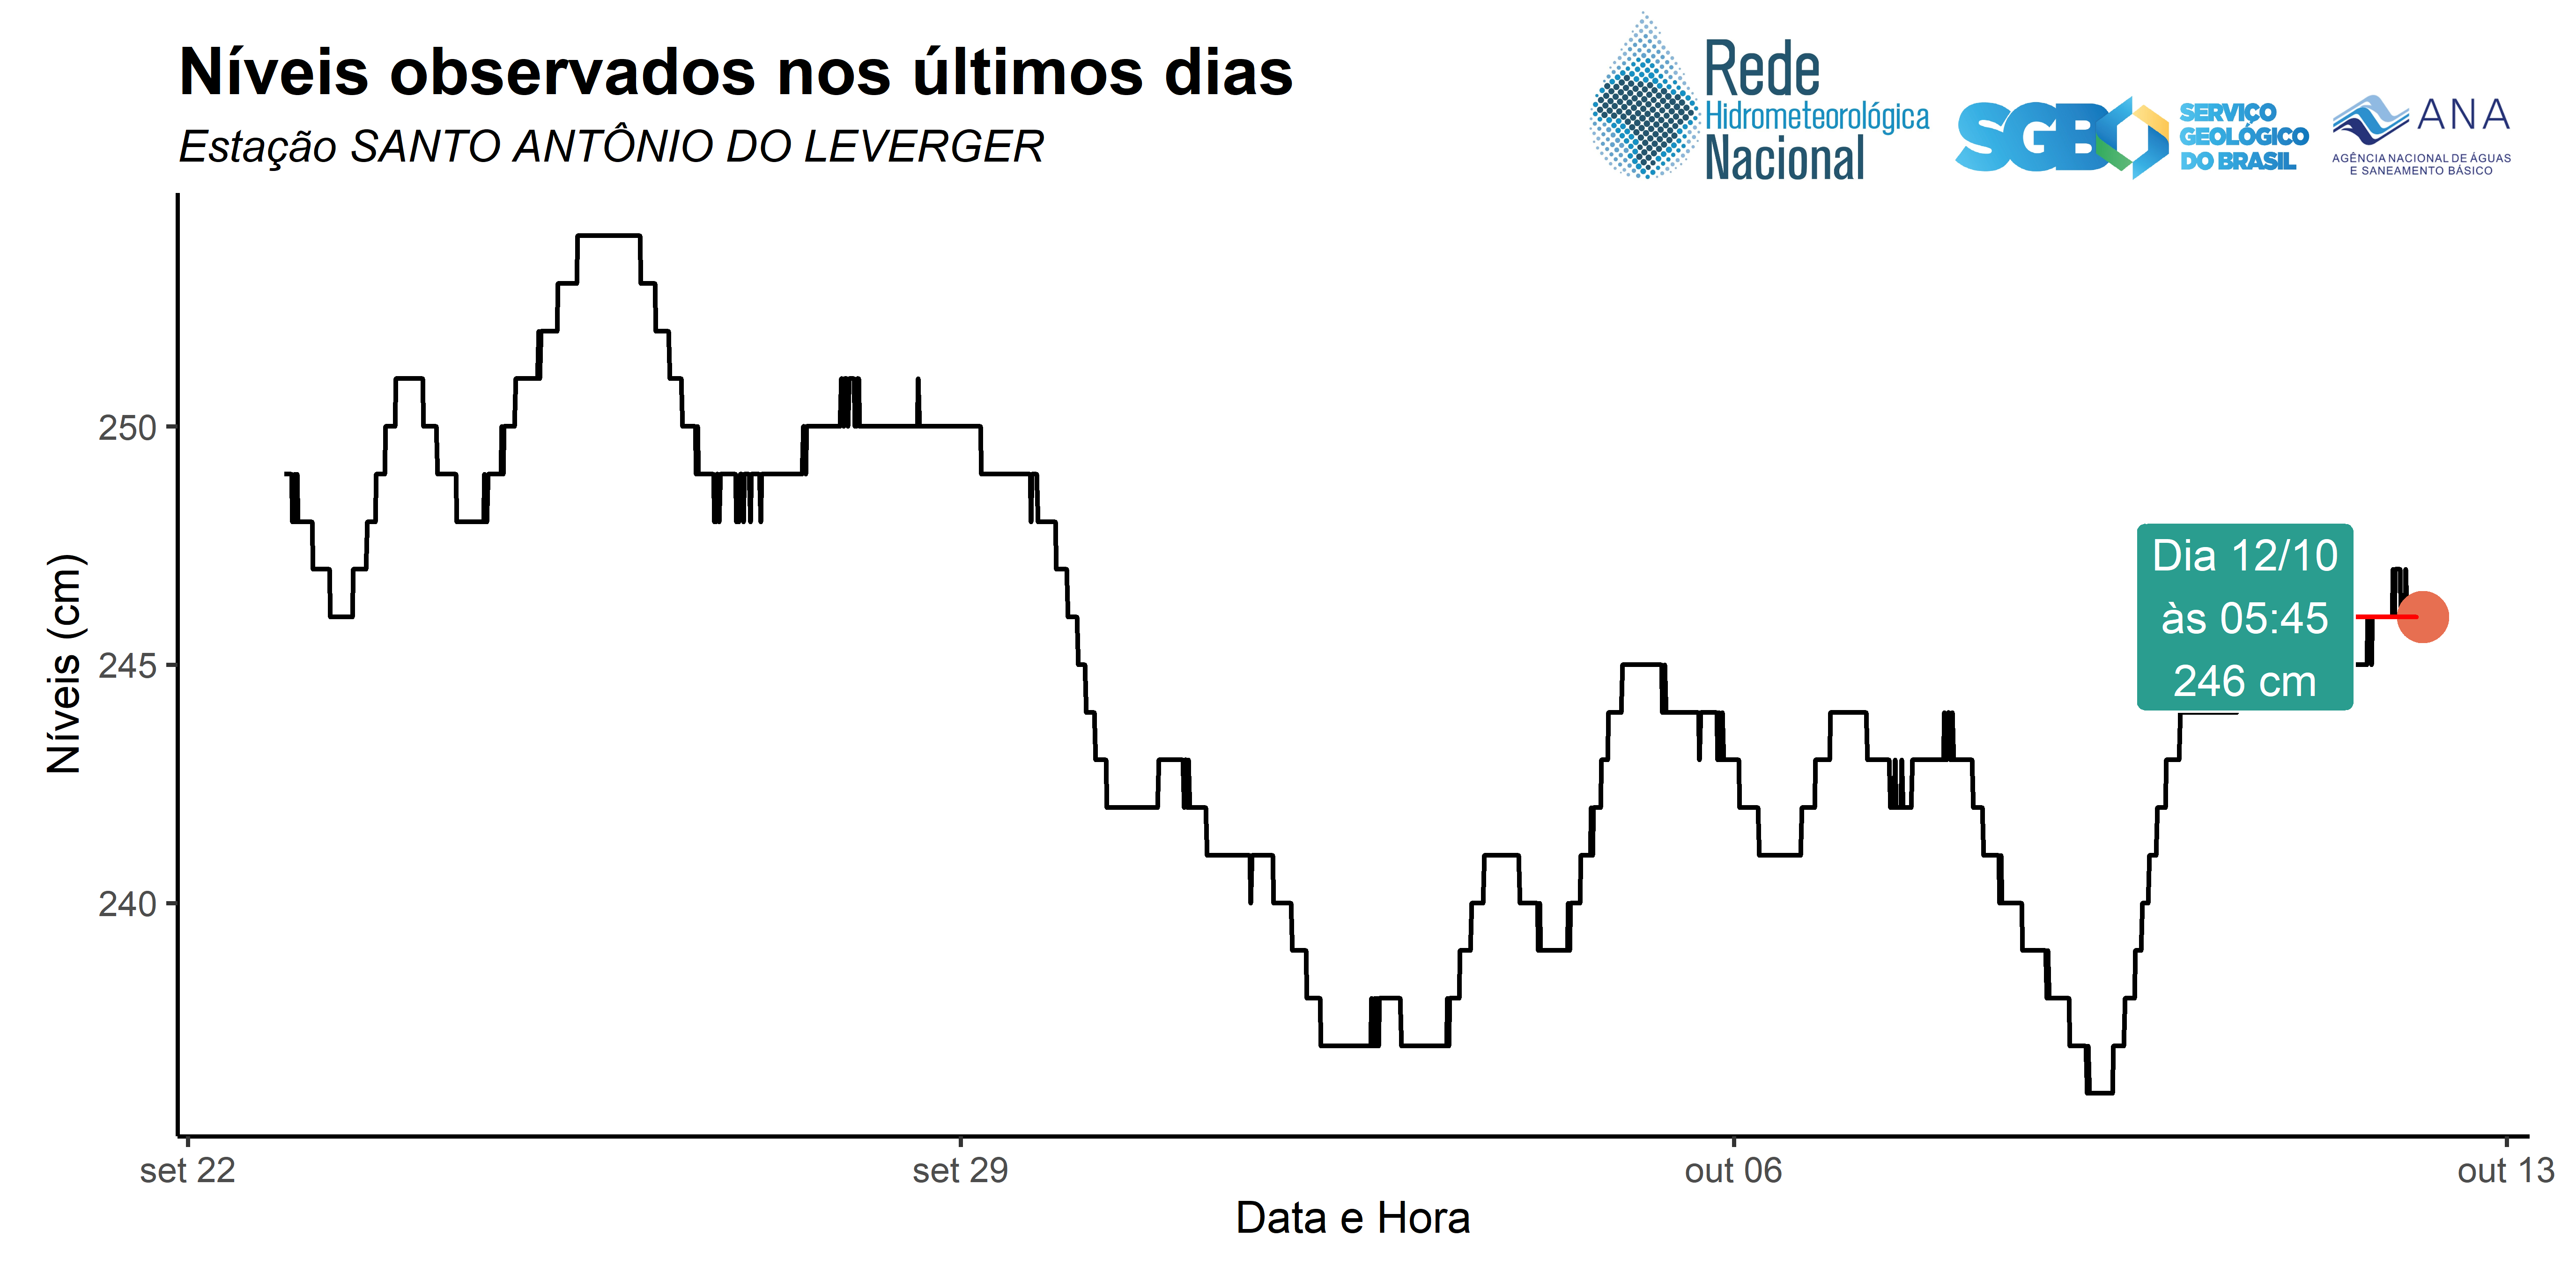 Níveis observados nos últimos dias
Estação SANTO ANTÔNIO DO LEVERGER
Rede
Hidrometeorológica
Nacional
SGB
SERVIÇO
GEOLÓGICO
DO BRASIL
ANA
AGÊNCIA NACIONAL DE ÁGUAS
E SANEAMENTO BÁSICO
Níveis (cm)
250
245
240
Dia 12/10
às 05:45
246 cm
set 22
set 29
out 06
out 13
Data e Hora